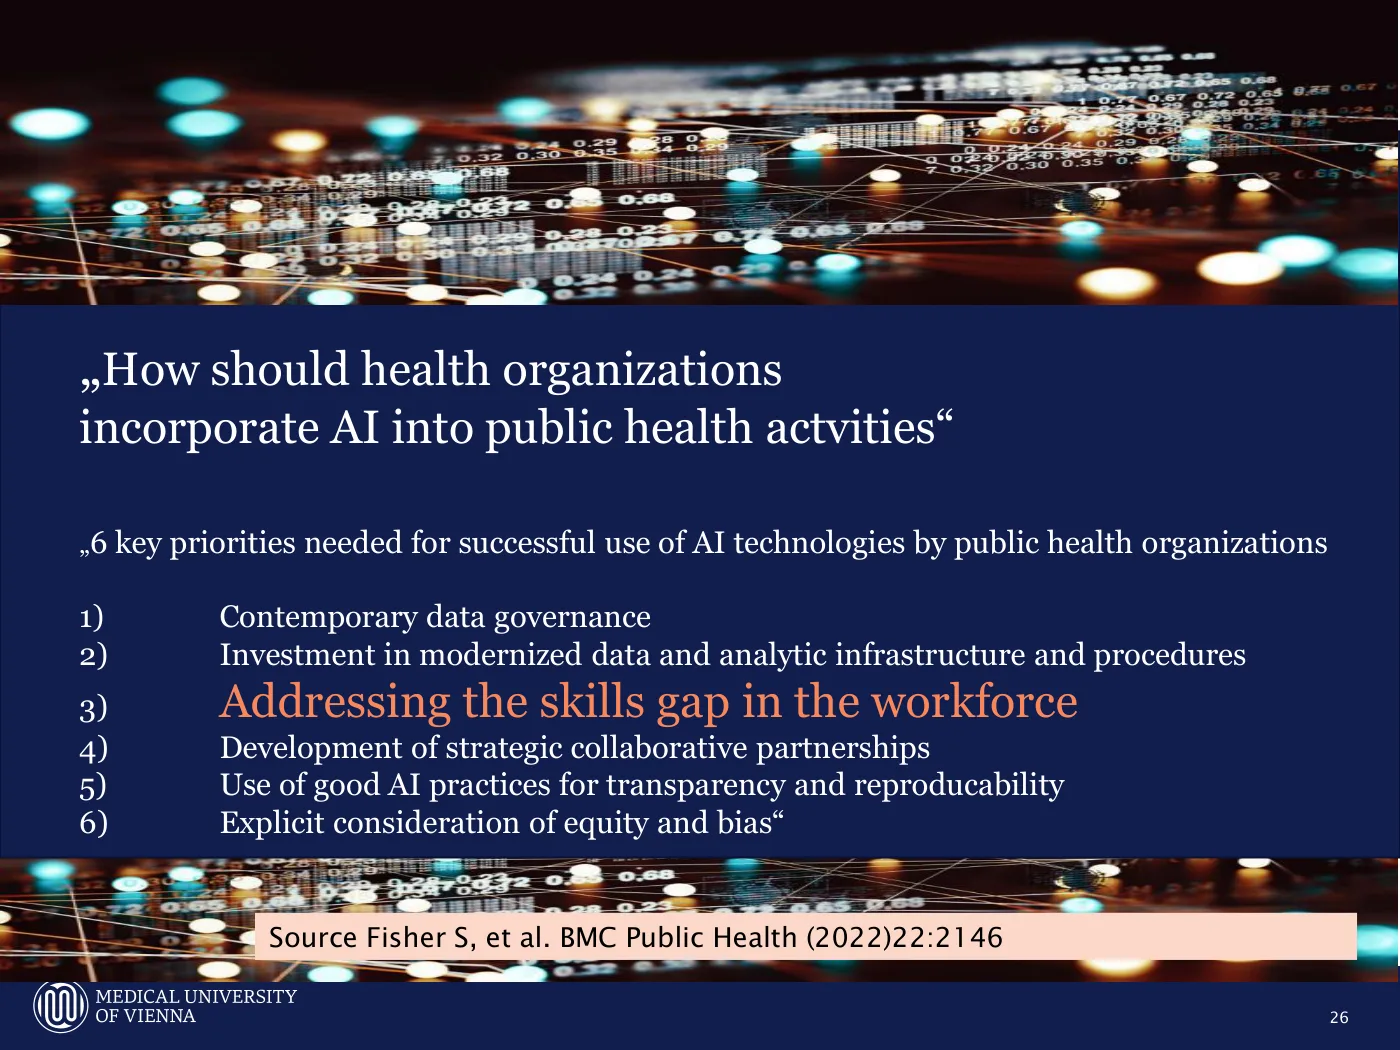 „How should health organizations
incorporate AI into public health actvities“
„6 key priorities needed for successful use of AI technologies by public health organizations
1) Contemporary data governance
2) Investment in modernized data and analytic infrastructure and procedures
3) Addressing the skills gap in the workforce
4) Development of strategic collaborative partnerships
5) Use of good AI practices for transparency and reproducability
6) Explicit consideration of equity and bias“
Source Fisher S, et al. BMC Public Health (2022)22:2146
MEDICAL UNIVERSITY
OF VIENNA
26